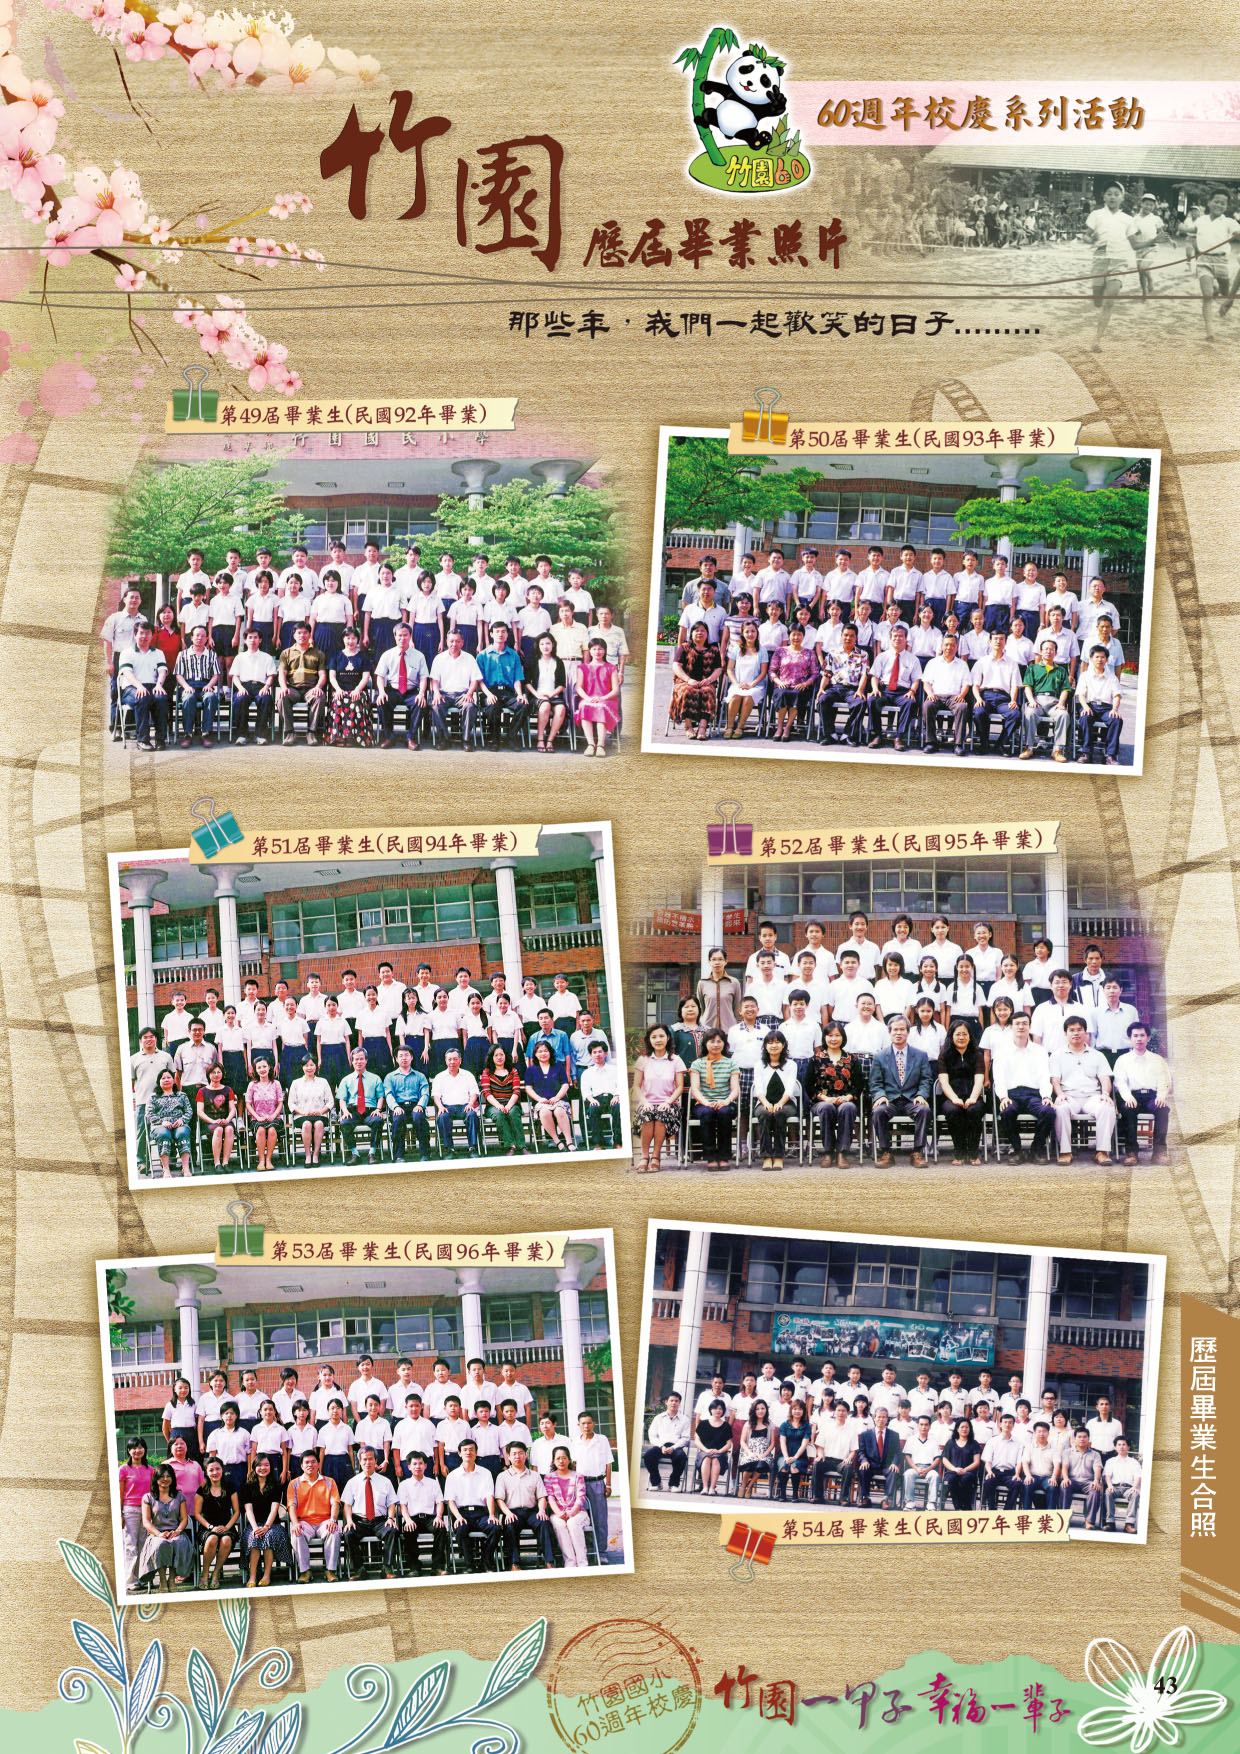 竹園60
60週年校慶系列活動
竹園
歷屆畢業照片
那些年，我們一起歡笑的日子.........
第49屆畢業生(民國92年畢業)
竹園國民小學
第50屆畢業生(民國93年畢業)
第51屆畢業生(民國94年畢業)
第52屆畢業生(民國95年畢業)
第53屆畢業生(民國96年畢業)
第54屆畢業生(民國97年畢業)
歷屆畢業生合照
竹園國小
60週年校慶
竹園一甲子 幸福一輩子
43